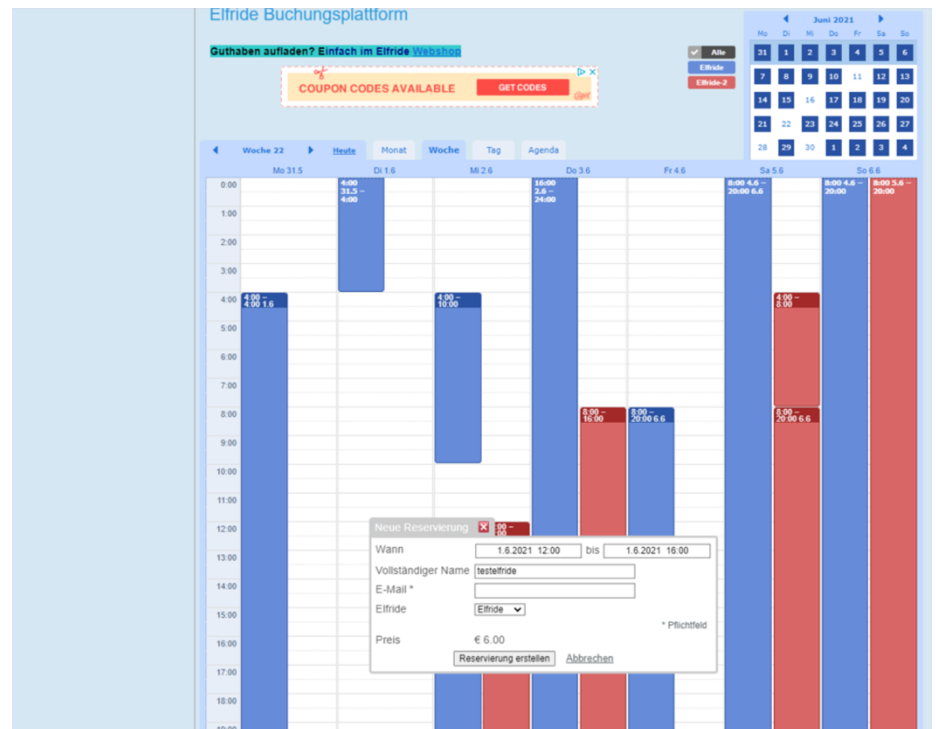 Elfride Buchungsplattform
Guthaben aufladen? Einfach im Elfride Webshop
COUPON CODES AVAILABLE
GET CODES
Alle
Elfride
Elfride-2
Juni 2021
Mo Di Mi Do Fr Sa So
31 1 2 3 4 5 6
7 8 9 10 11 12 13
14 15 16 17 18 19 20
21 22 23 24 25 26 27
28 29 30 1 2 3 4
Woche 22 Heute Monat Woche Tag Agenda
Mo 31.5 Di 1.6 Mi 2.6 Do 3.6 Fr 4.6 Sa 5.6 So 6.6
0:00
4:00
31.5 –
4:00
16:00
2.6 –
24:00
8:00 4.6 –
20:00 6.6
8:00 4.6 –
20:00
8:00 5.6 –
20:00
1:00
2:00
3:00
4:00
4:00 –
4:00 1.6
4:00 –
10:00
4:00 –
8:00
5:00
6:00
7:00
8:00
8:00 –
16:00
8:00 –
20:00 6.6
8:00 –
20:00 6.6
9:00
10:00
11:00
12:00
13:00
14:00
15:00
16:00
17:00
18:00
Neue Reservierung
Wann 1.6.2021 12:00 bis 1.6.2021 16:00
Vollständiger Name testelfride
E-Mail *
Elfride Elfride
* Pflichtfeld
Preis € 6.00
Reservierung erstellen Abbrechen